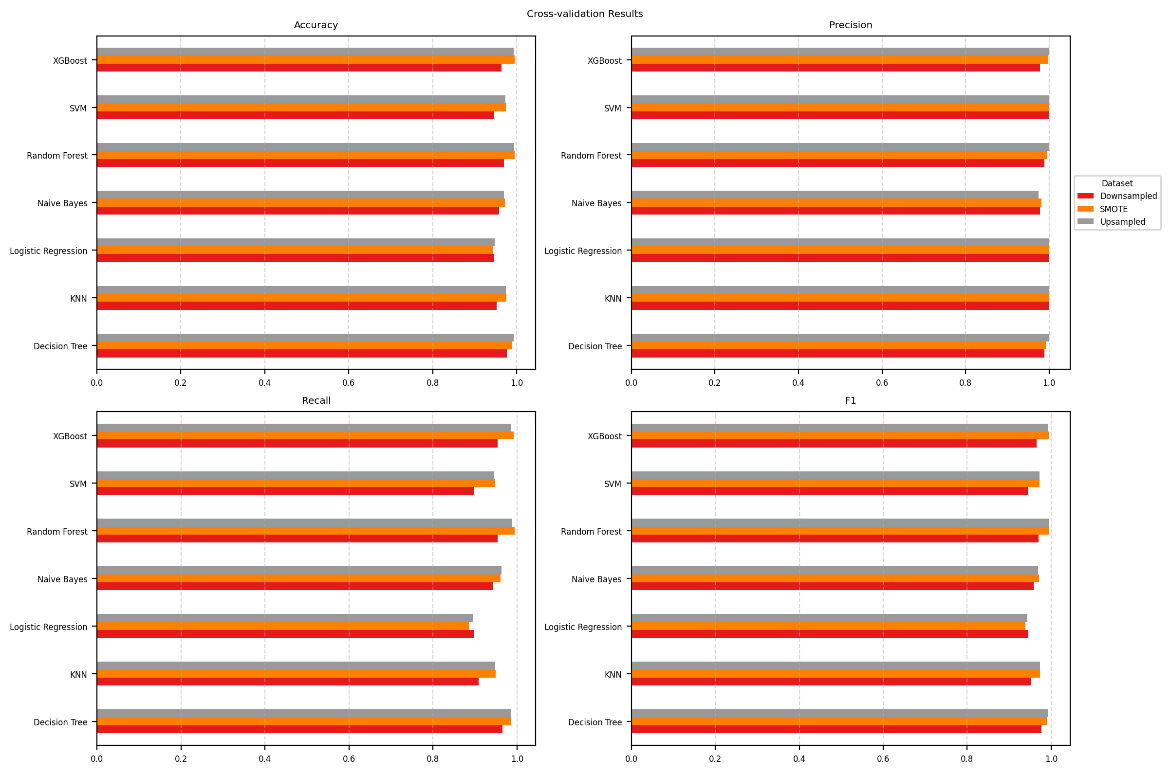 Cross-validation Results
Accuracy
XGBoost
SVM
Random Forest
Naive Bayes
Logistic Regression
KNN
Decision Tree
0.0 0.2 0.4 0.6 0.8 1.0
Precision
XGBoost
SVM
Random Forest
Naive Bayes
Logistic Regression
KNN
Decision Tree
0.0 0.2 0.4 0.6 0.8 1.0
Dataset
Downsampled
SMOTE
Upsampled
Recall
XGBoost
SVM
Random Forest
Naive Bayes
Logistic Regression
KNN
Decision Tree
0.0 0.2 0.4 0.6 0.8 1.0
F1
XGBoost
SVM
Random Forest
Naive Bayes
Logistic Regression
KNN
Decision Tree
0.0 0.2 0.4 0.6 0.8 1.0